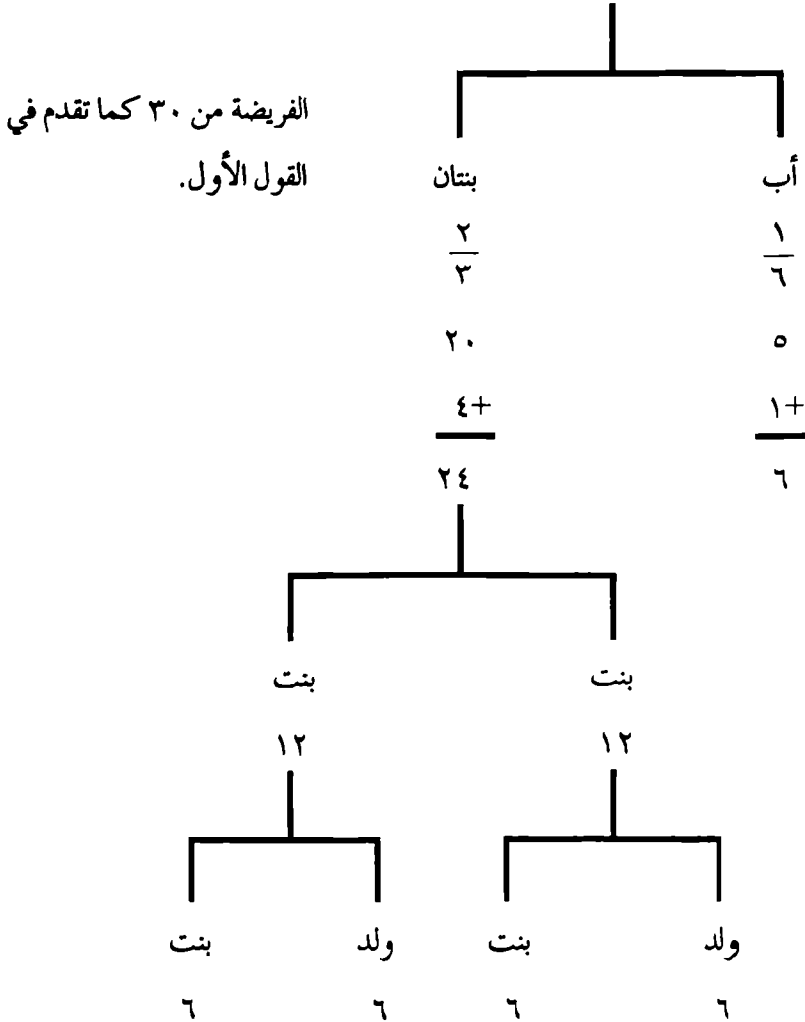 الفريضة من ٣٠ كما تقدم في
القول الأول.
أب بنتان
١/٦ ٢/٣
٥ ٢٠
+١ +٤
٦ ٢٤
بنت بنت
١٢ ١٢
ولد بنت ولد بنت
٦ ٦ ٦ ٦